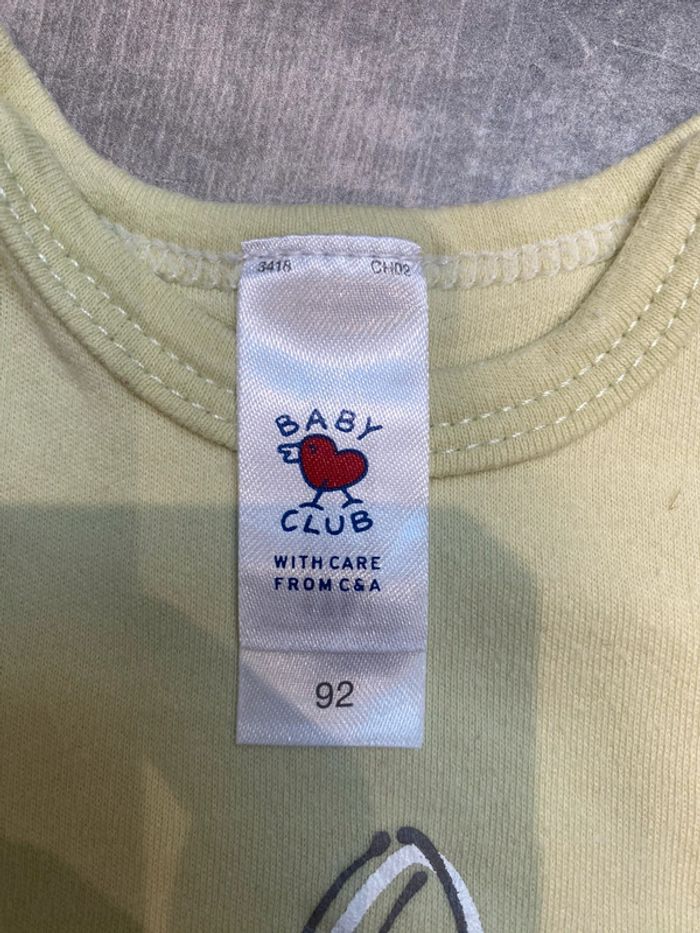 3418 CH02
BABY
CLUB
WITH CARE
FROM C&A
92